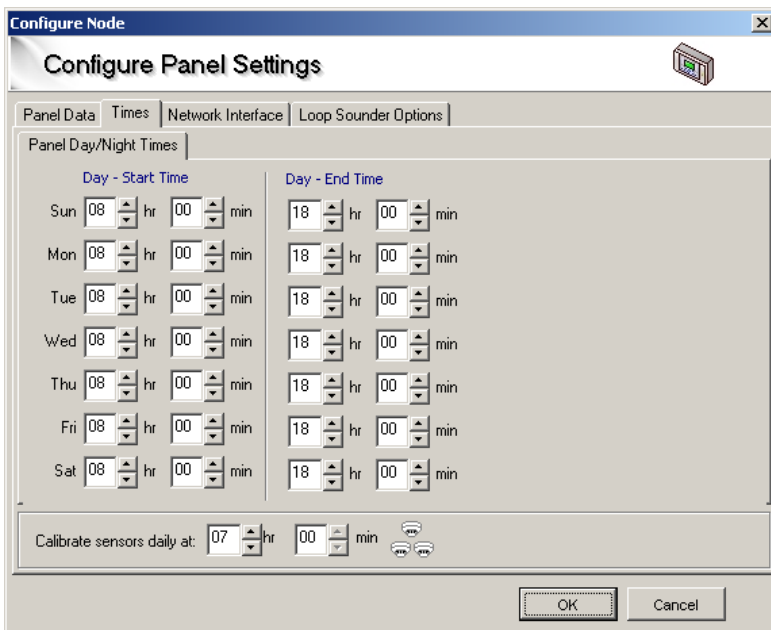 Configure Node
Configure Panel Settings
Panel Data Times Network Interface Loop Sounder Options
Panel Day/Night Times
Day - Start Time Day - End Time
Sun 08 hr 00 min 18 hr 00 min
Mon 08 hr 00 min 18 hr 00 min
Tue 08 hr 00 min 18 hr 00 min
Wed 08 hr 00 min 18 hr 00 min
Thu 08 hr 00 min 18 hr 00 min
Fri 08 hr 00 min 18 hr 00 min
Sat 08 hr 00 min 18 hr 00 min
Calibrate sensors daily at: 07 hr 00 min
OK Cancel